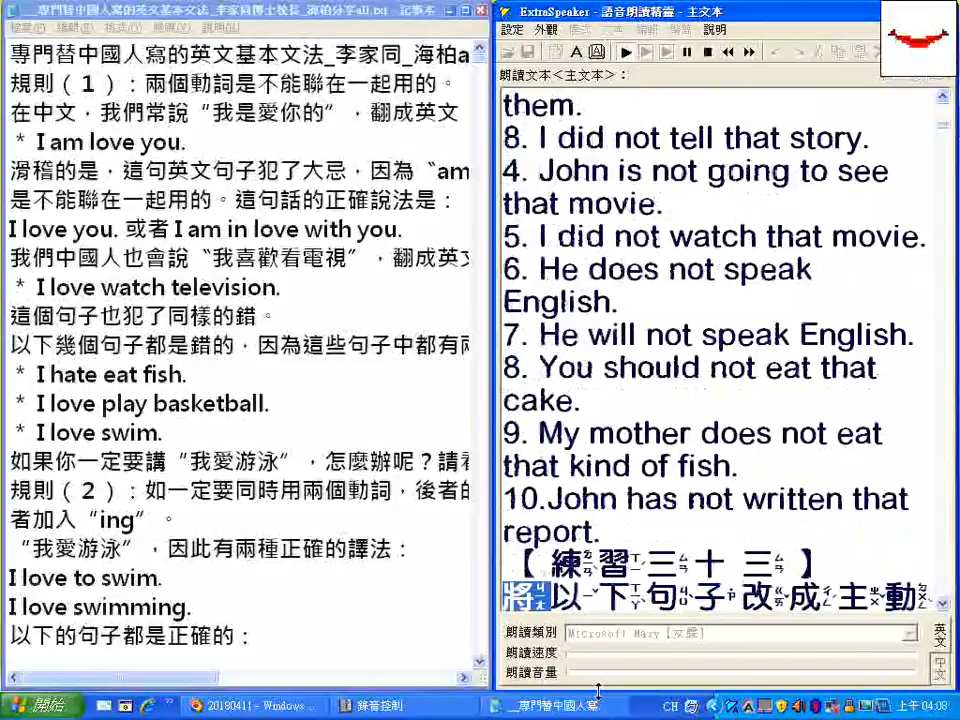 專門替中國人寫的英文基本文法_李家同_海柏a
規則（1）：兩個動詞是不能聯在一起用的。
在中文，我們常說“我是愛你的”，翻成英文
* I am love you.
滑稽的是，這句英文句子犯了大忌，因為〝am
是不能聯在一起用的。這句話的正確說法是：
I love you. 或者 I am in love with you.
我們中國人也會說〝我喜歡看電視”，翻成英文
* I love watch television.
這個句子也犯了同樣的錯。
以下幾個句子都是錯的，因為這些句子中都有兩
* I hate eat fish.
* I love play basketball.
* I love swim.
如果你一定要講“我愛游泳”，怎麼辦呢？請看
規則（2）：如一定要同時用兩個動詞，後者的
者加入“ing”。
“我愛游泳”，因此有兩種正確的譯法：
I love to swim.
I love swimming.
以下的句子都是正確的：
ExtraSpeaker - 語音朗讀精靈 - 主文本
設定 外觀 說明
朗讀文本<主文本>：
them.
8. I did not tell that story.
4. John is not going to see
that movie.
5. I did not watch that movie.
6. He does not speak
English.
7. He will not speak English.
8. You should not eat that
cake.
9. My mother does not eat
that kind of fish.
10.John has not written that
report.
【練習三十三】
將以下句子改成主動
朗讀類別 Microsoft Mary [女聲]
朗讀速度
朗讀音量
英文
中文
開始
20180411 - Windows ...
錄音控制
__專門替中國人寫
CH
上午 04:08